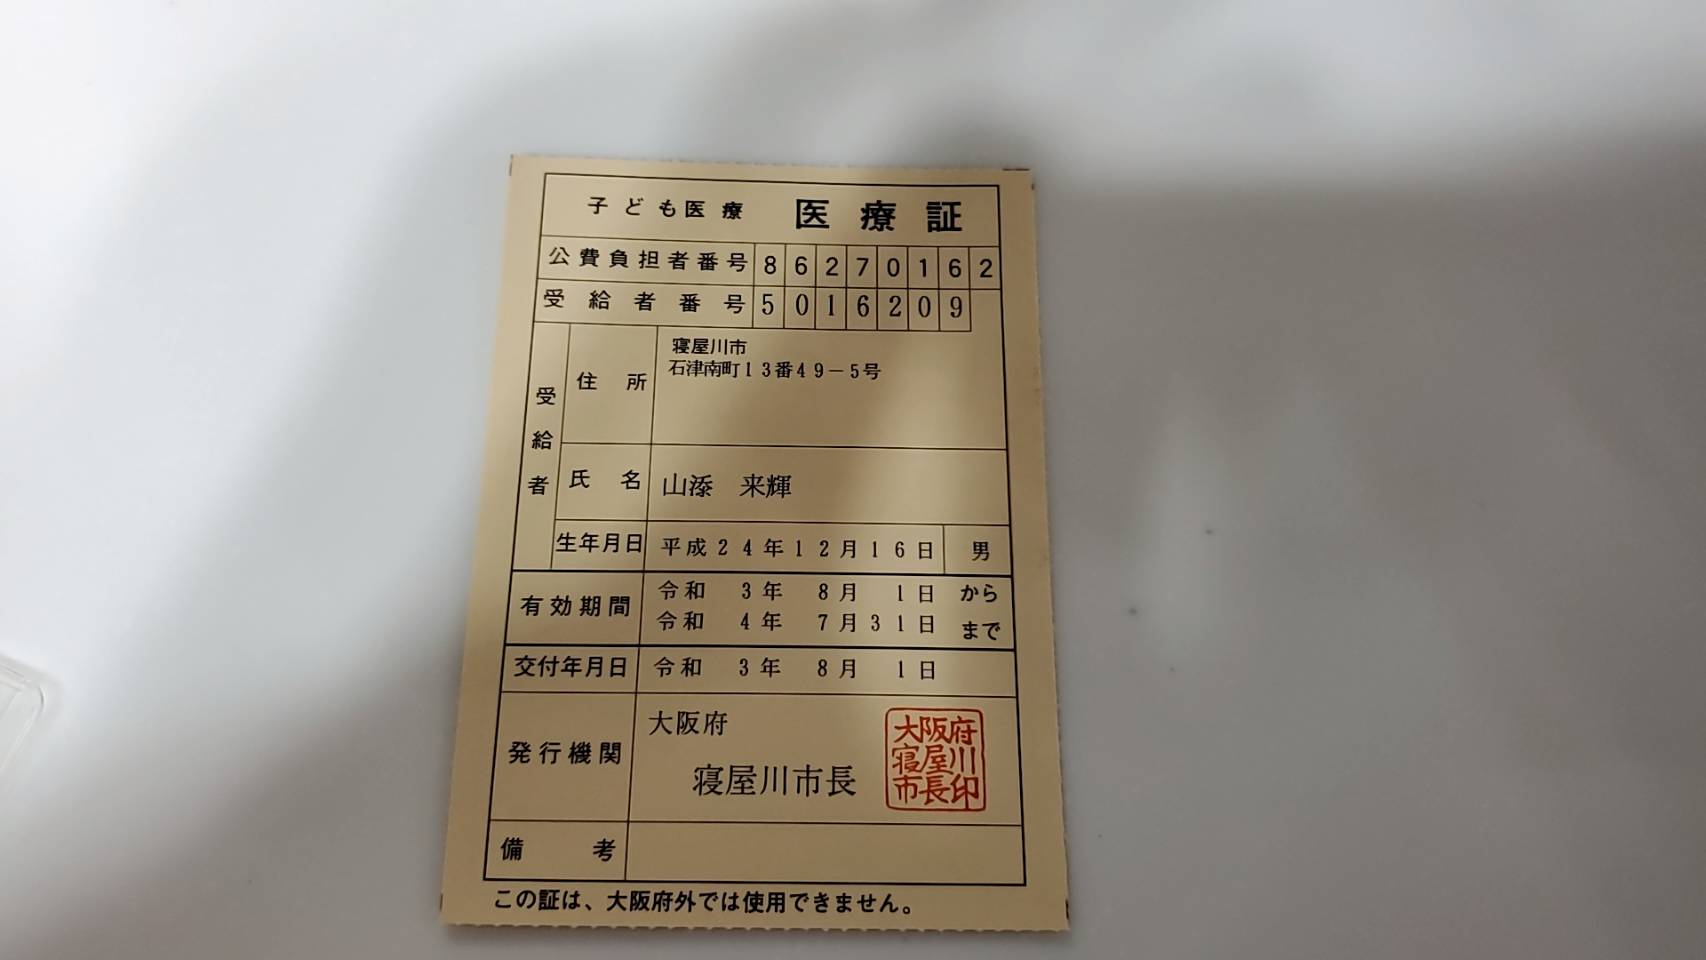 子ども医療 医療証
公費負担者番号 86270162
受給者番号 5016209
受給者
住所 寝屋川市
石津南町13番49－5号
氏名 山添 来輝
生年月日 平成24年12月16日 男
有効期間 令和 3年 8月 1日 から
令和 4年 7月31日 まで
交付年月日 令和 3年 8月 1日
発行機関 大阪府
寝屋川市長
大阪府
寝屋川
市長印
備考
この証は、大阪府外では使用できません。